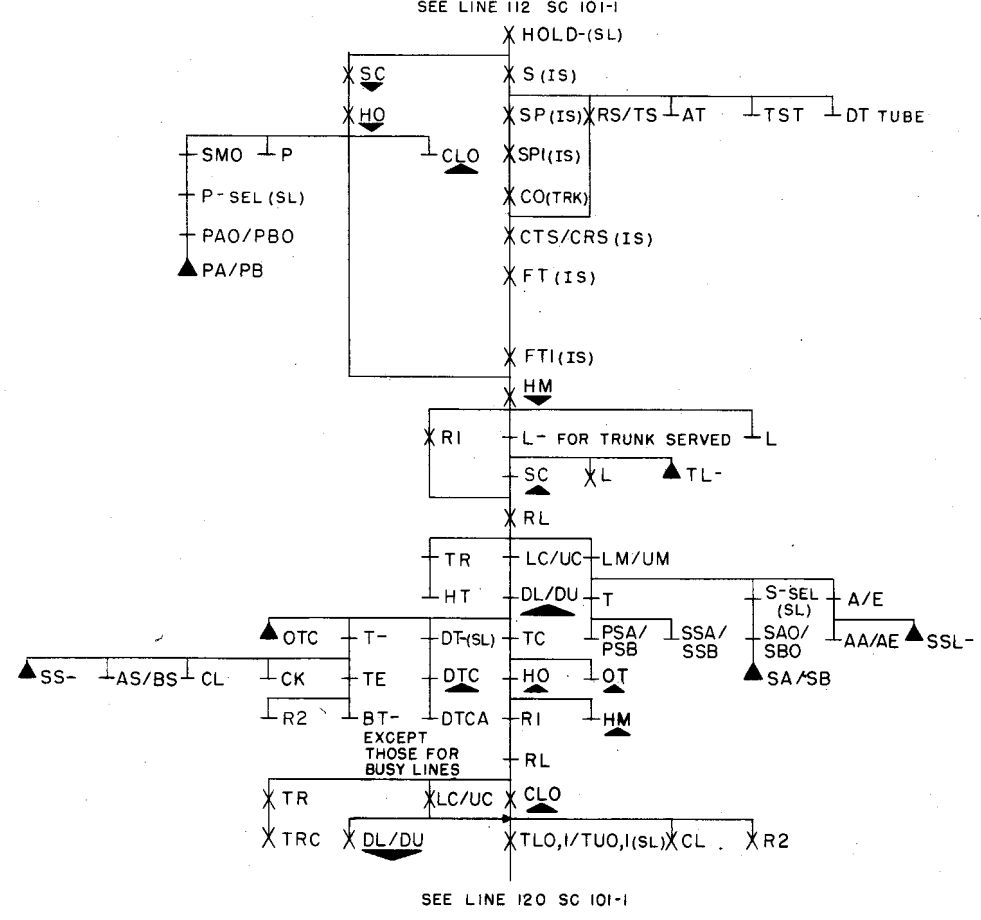 SEE LINE 112 SC 101-1
HOLD-(SL)
SC
S (IS)
HO
SP (IS)
RS/TS
AT
TST
DT TUBE
SMO
P
CLO
SP1(IS)
P-SEL (SL)
CO(TRK)
PAO/PBO
CTS/CRS (IS)
PA/PB
FT (IS)
FT1(IS)
HM
R1
L- FOR TRUNK SERVED
L
SC
L
TL-
RL
TR
LC/UC
LM/UM
HT
DL/DU
T
S-SEL
(SL)
A/E
OTC
T-
DT-(SL)
TC
PSA/
PSB
SSA/
SSB
SAO/
SBO
AA/AE
SSL-
SS-
AS/BS
CL
CK
TE
DTC
HO
OT
SA/SB
R2
BT-
EXCEPT
THOSE FOR
BUSY LINES
DTCA
R1
HM
RL
TR
LC/UC
CLO
TRC
DL/DU
TLO,1/TUO,1(SL)
CL
R2
SEE LINE 120 SC 101-1